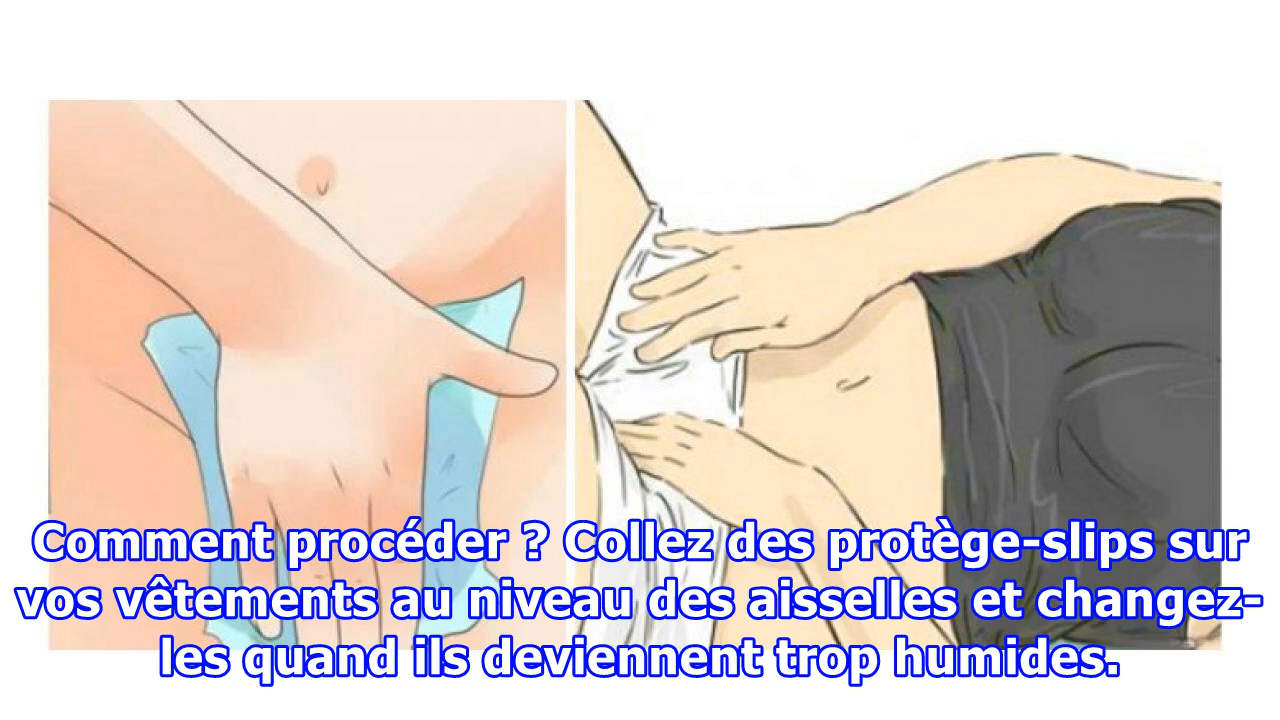 Comment procéder ? Collez des protège-slips sur
vos vêtements au niveau des aisselles et changez-
les quand ils deviennent trop humides.